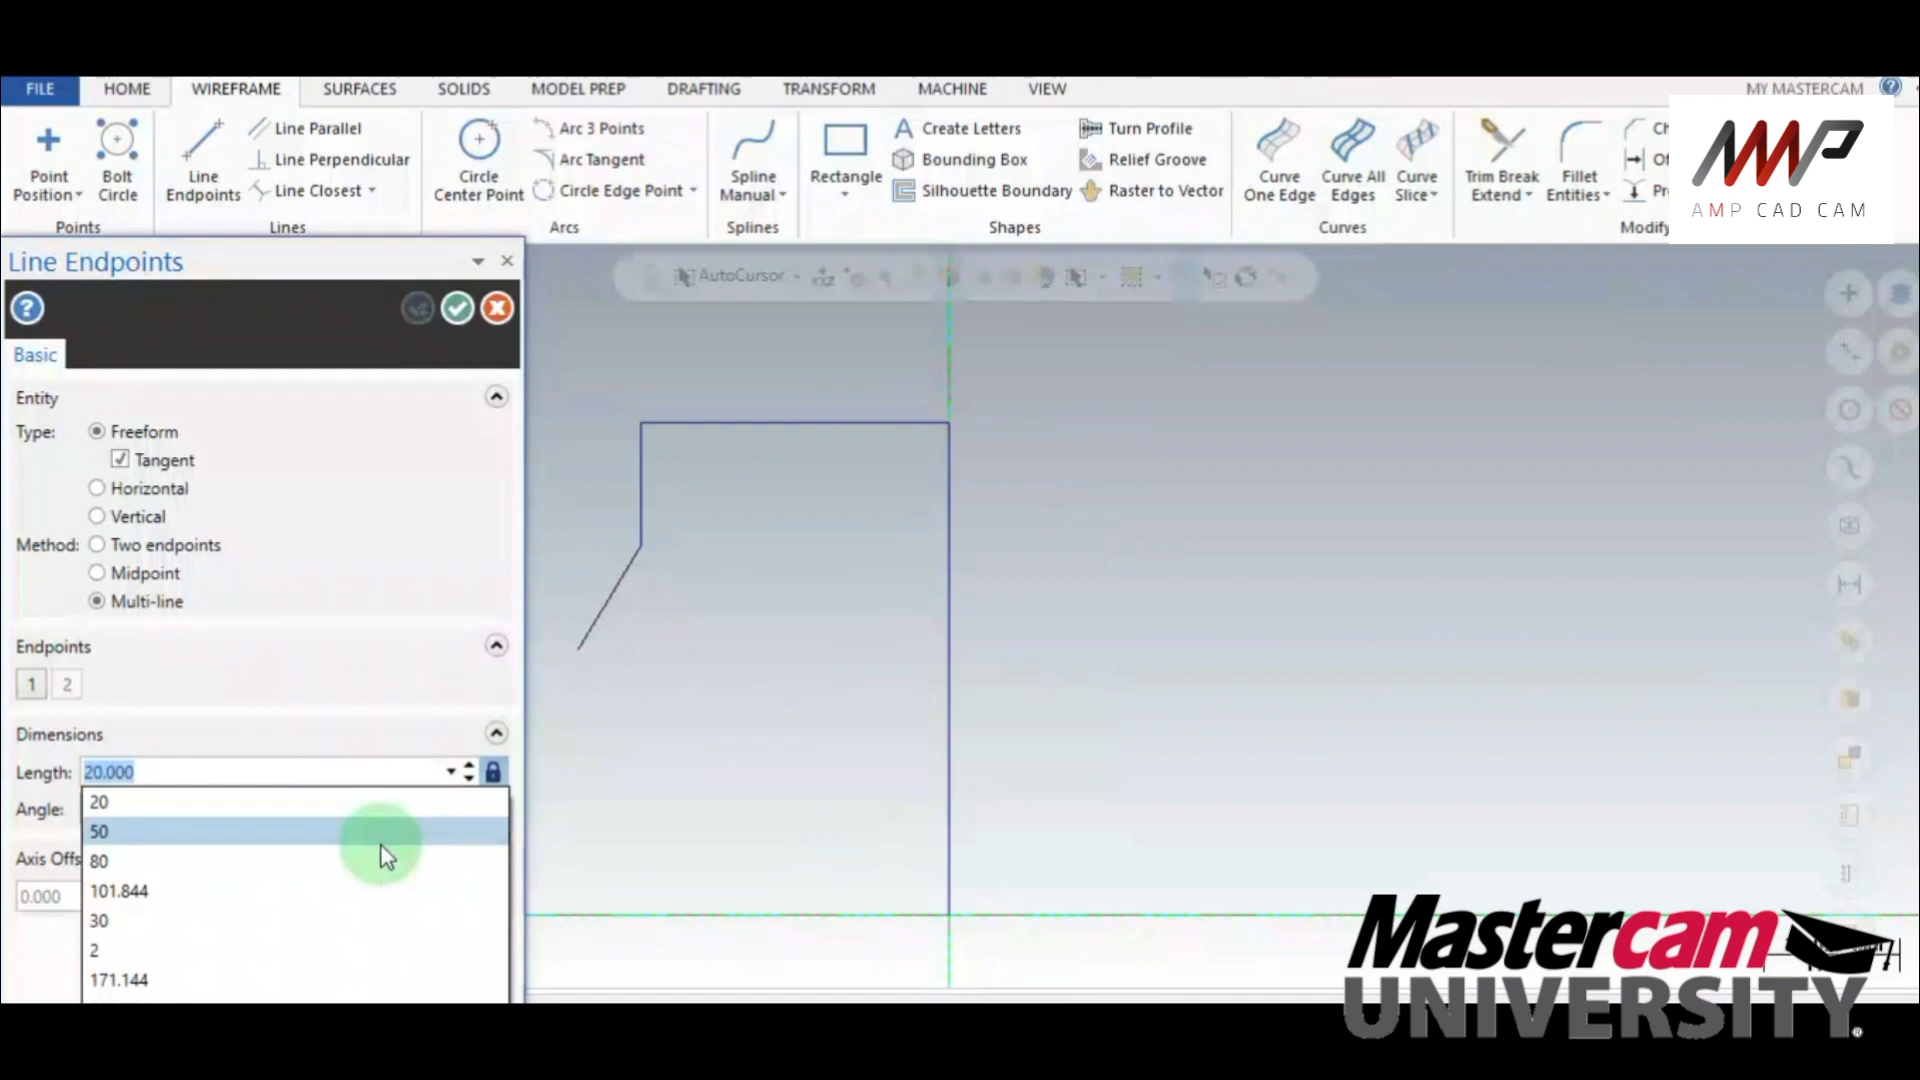 FILE HOME WIREFRAME SURFACES SOLIDS MODEL PREP DRAFTING TRANSFORM MACHINE VIEW MY MASTERCAM
Point Position
Bolt Circle
Points
Line Endpoints
Line Parallel
Line Perpendicular
Line Closest
Lines
Circle Center Point
Arc 3 Points
Arc Tangent
Circle Edge Point
Arcs
Spline Manual
Splines
Rectangle
Create Letters
Bounding Box
Silhouette Boundary
Turn Profile
Relief Groove
Raster to Vector
Shapes
Curve One Edge
Curve All Edges
Curve Slice
Curves
Trim Break Extend
Fillet Entities
Modify
AMP
AMP CAD CAM
Line Endpoints
Basic
Entity
Type: Freeform
Tangent
Horizontal
Vertical
Method: Two endpoints
Midpoint
Multi-line
Endpoints
1 2
Dimensions
Length: 20.000
Angle:
20
50
80
101.844
30
2
171.144
Axis Offs
0.000
AutoCursor
Mastercam
UNIVERSITY